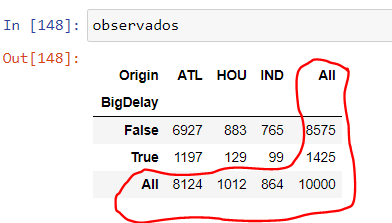 In [148]: observados
Out[148]:
Origin ATL HOU IND All
BigDelay
False 6927 883 765 8575
True 1197 129 99 1425
All 8124 1012 864 10000